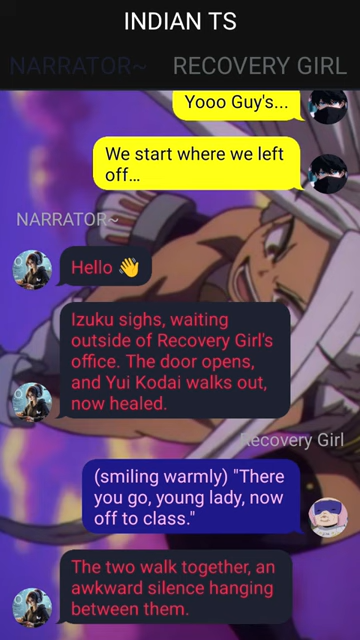 INDIAN TS
NARRATOR~ RECOVERY GIRL
Yooo Guy's...
We start where we left
off...
NARRATOR~
Hello 👋
Izuku sighs, waiting
outside of Recovery Girl's
office. The door opens,
and Yui Kodai walks out,
now healed.
Recovery Girl
(smiling warmly) "There
you go, young lady, now
off to class."
The two walk together, an
awkward silence hanging
between them.